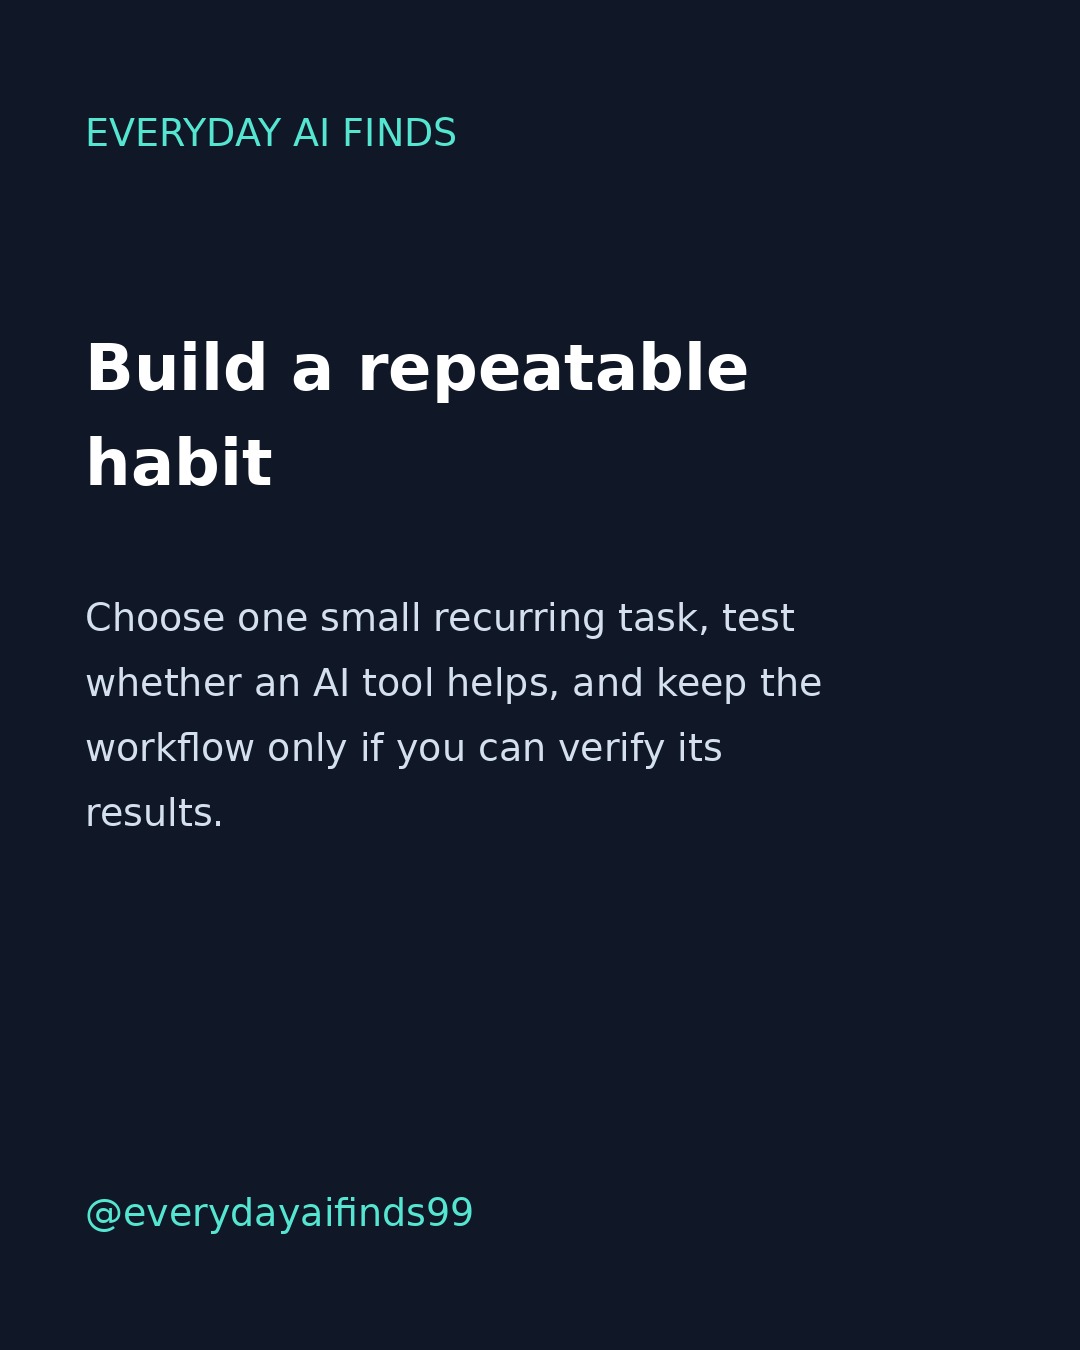 EVERYDAY AI FINDS
Build a repeatable
habit
Choose one small recurring task, test
whether an AI tool helps, and keep the
workflow only if you can verify its
results.
@everydayaifinds99